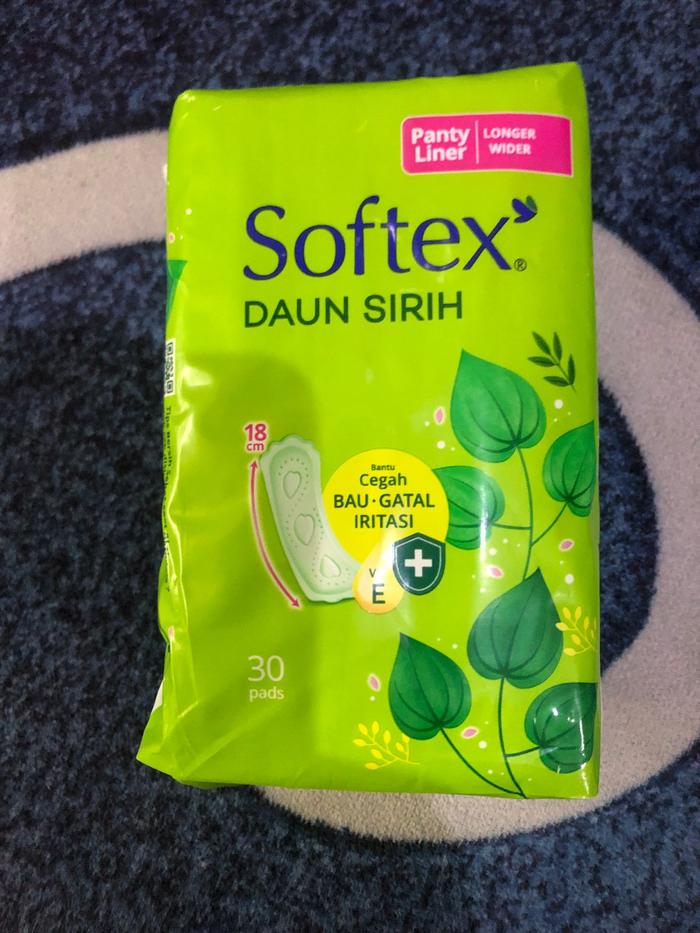 Panty
Liner
LONGER
WIDER
Softex®
DAUN SIRIH
18
cm
Bantu
Cegah
BAU·GATAL
IRITASI
E
30
pads